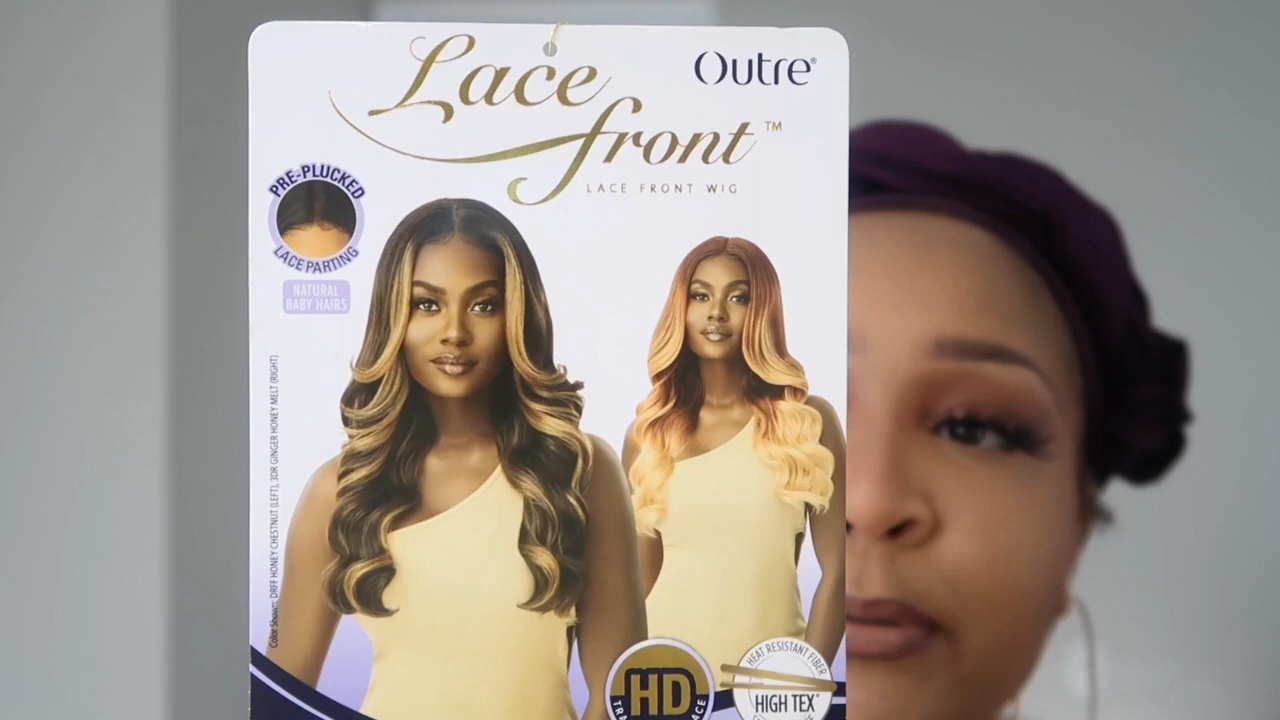 Lace
front™
Outre®
LACE FRONT WIG
PRE-PLUCKED
LACE PARTING
NATURAL
BABY HAIRS
Color Shown: DRFF HONEY CHESTNUT (LEFT), 3DR GINGER HONEY MELT (RIGHT)
HD
HEAT RESISTANT FIBER
HIGH TEX